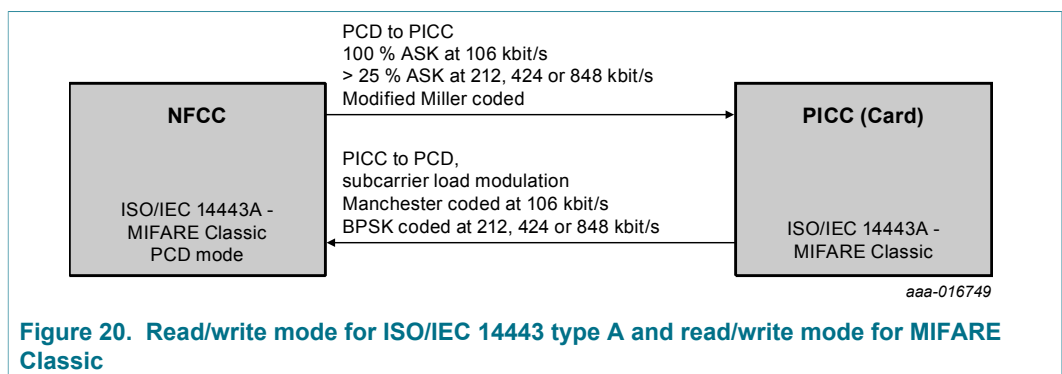 PCD to PICC
100 % ASK at 106 kbit/s
> 25 % ASK at 212, 424 or 848 kbit/s
Modified Miller coded
NFCC
PICC (Card)
PICC to PCD,
subcarrier load modulation
Manchester coded at 106 kbit/s
BPSK coded at 212, 424 or 848 kbit/s
ISO/IEC 14443A -
MIFARE Classic
PCD mode
ISO/IEC 14443A -
MIFARE Classic
aaa-016749
Figure 20. Read/write mode for ISO/IEC 14443 type A and read/write mode for MIFARE
Classic